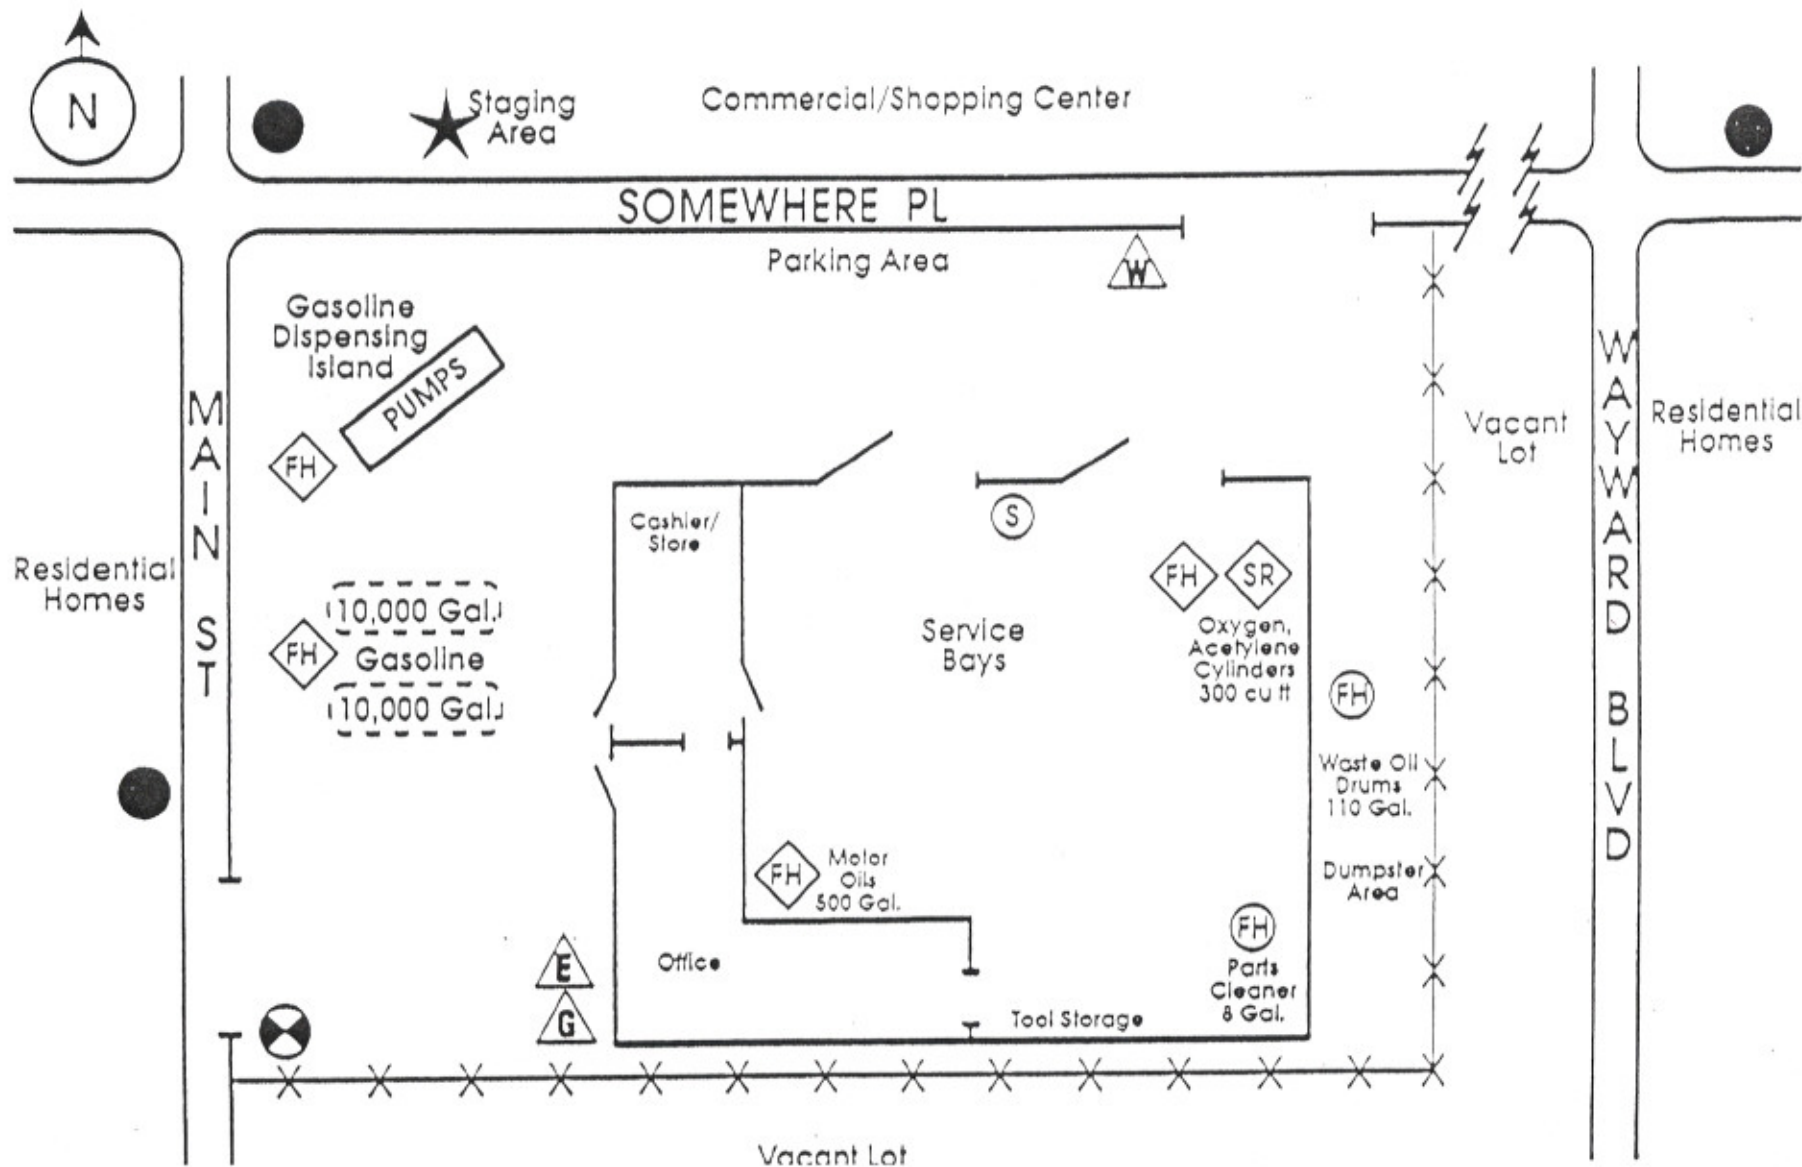 N
Staging
Area
Commercial/Shopping Center
SOMEWHERE PL
Parking Area
W
Gasoline
Dispensing
Island
PUMPS
FH
MAIN ST
Residential
Homes
10,000 Gal.
FH
Gasoline
10,000 Gal.
Cashier/
Store
S
Service
Bays
FH
SR
Oxygen,
Acetylene
Cylinders
300 cu ft
FH
Waste Oil
Drums
110 Gal.
Dumpster
Area
FH
Motor
Oils
500 Gal.
Office
E
G
FH
Parts
Cleaner
8 Gal.
Tool Storage
Vacant
Lot
WAYWARD BLVD
Residential
Homes
Vacant Lot